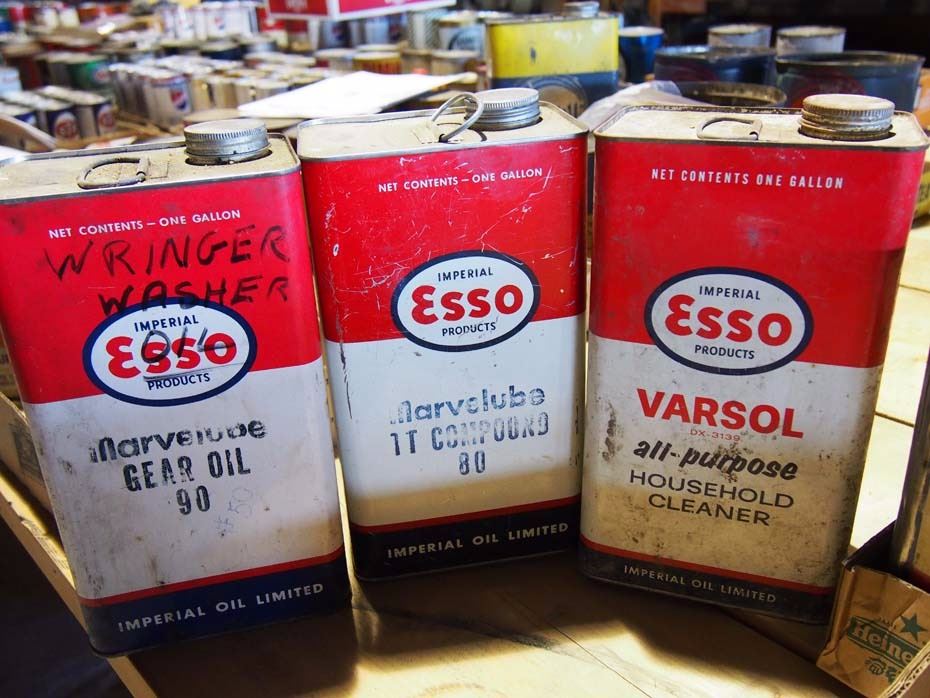 NET CONTENTS — ONE GALLON
WRINGER
WASHER
OIL
IMPERIAL
Esso
PRODUCTS
Marvelube
GEAR OIL
90
$50
IMPERIAL OIL LIMITED
NET CONTENTS — ONE GALLON
IMPERIAL
Esso
PRODUCTS
Marvelube
TT COMPOUND
80
IMPERIAL OIL LIMITED
NET CONTENTS ONE GALLON
IMPERIAL
Esso
PRODUCTS
VARSOL
DX-3139
all-purpose
HOUSEHOLD
CLEANER
IMPERIAL OIL LIMITED
Heine